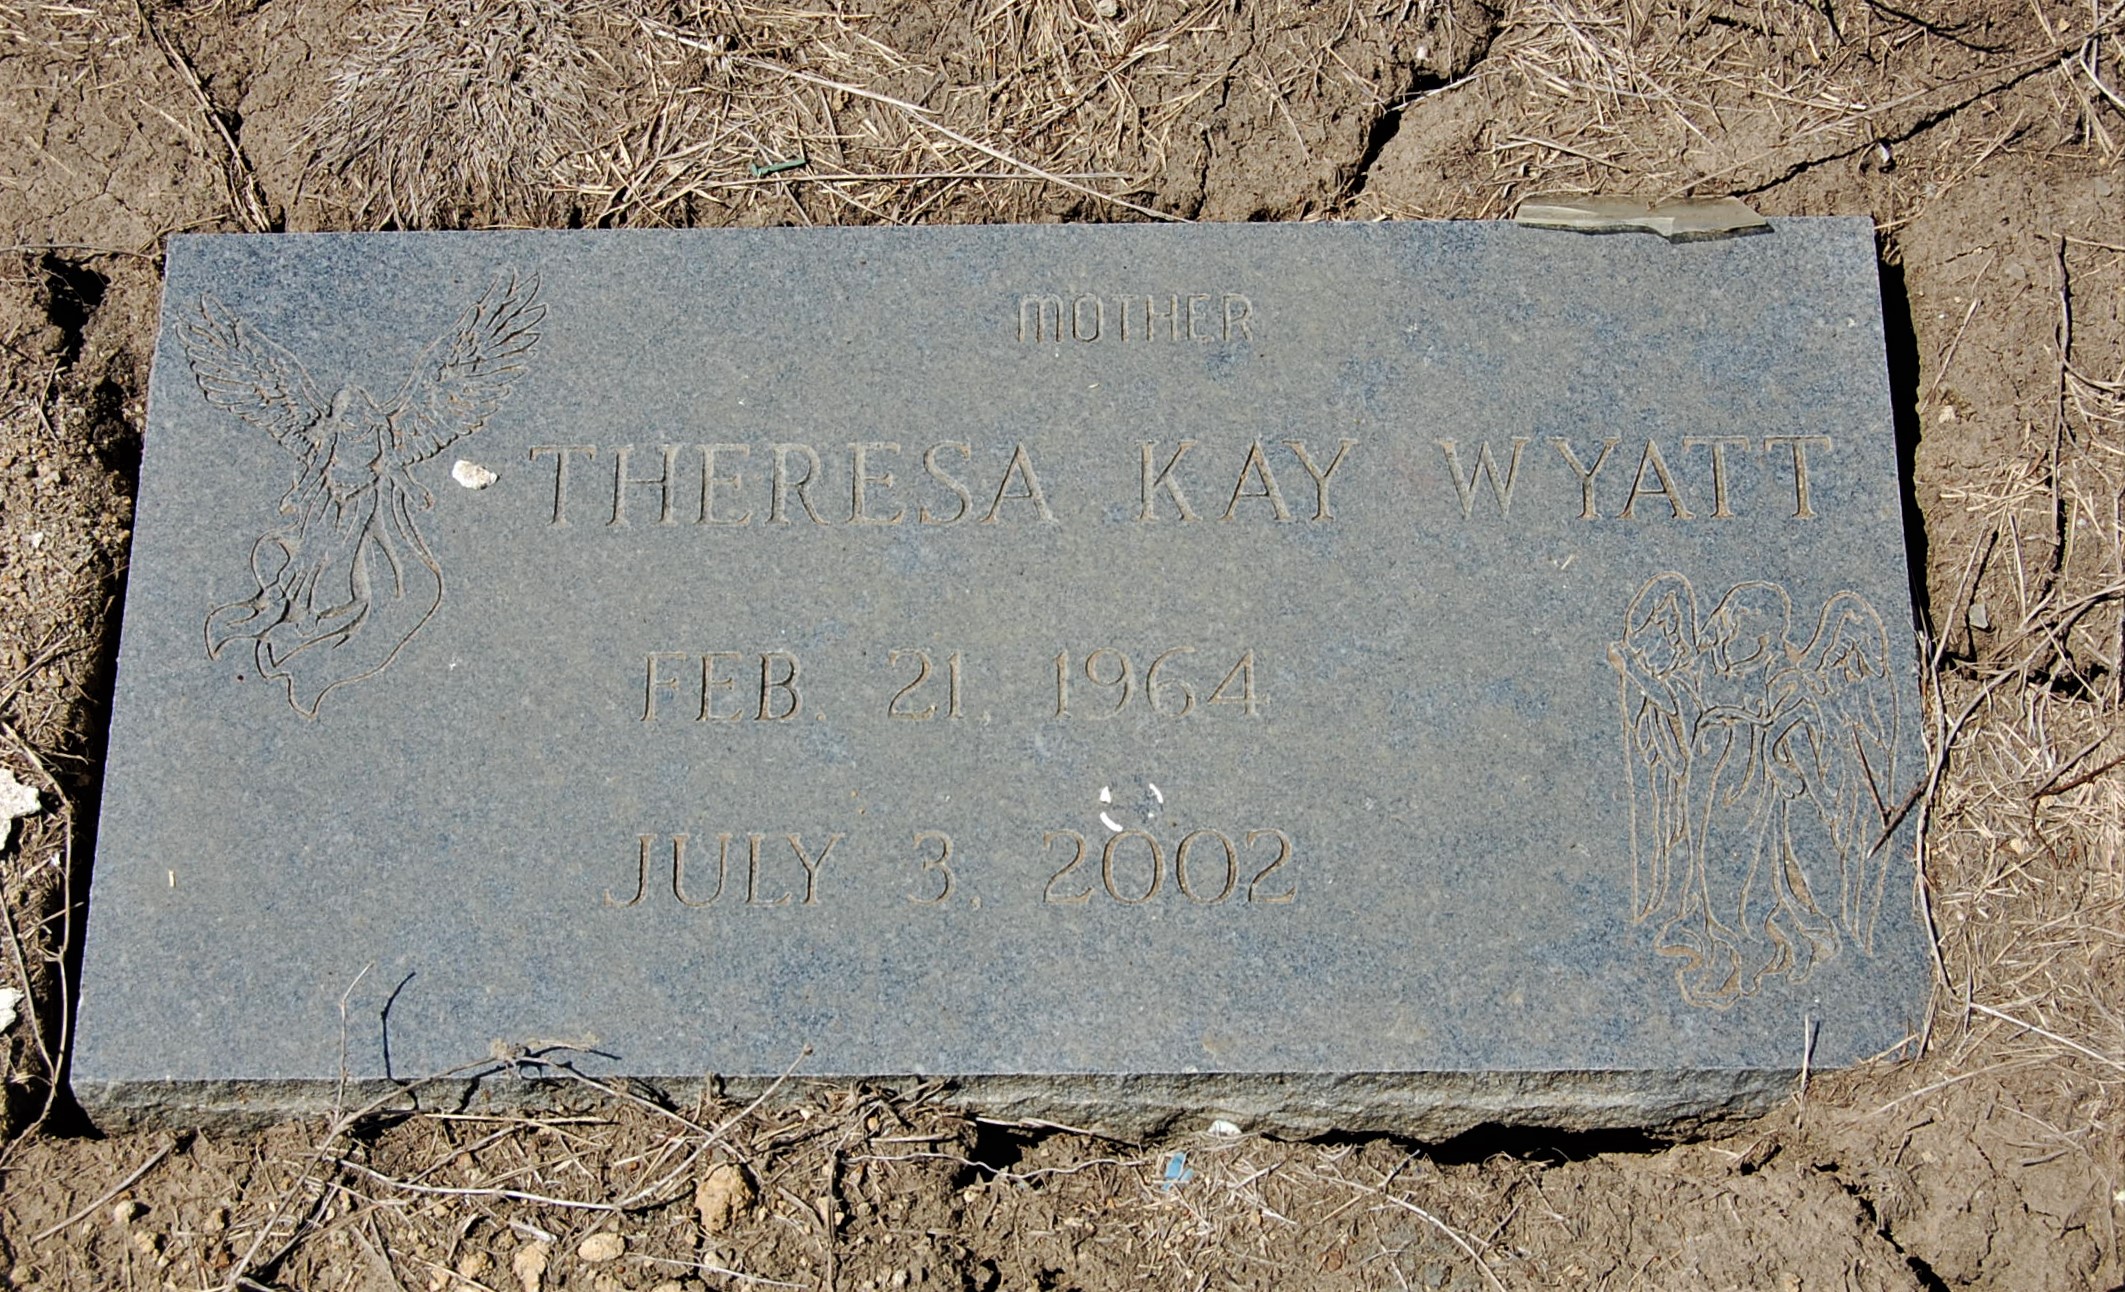 MOTHER
THERESA KAY WYATT
FEB. 21 1964
JULY 3, 2002